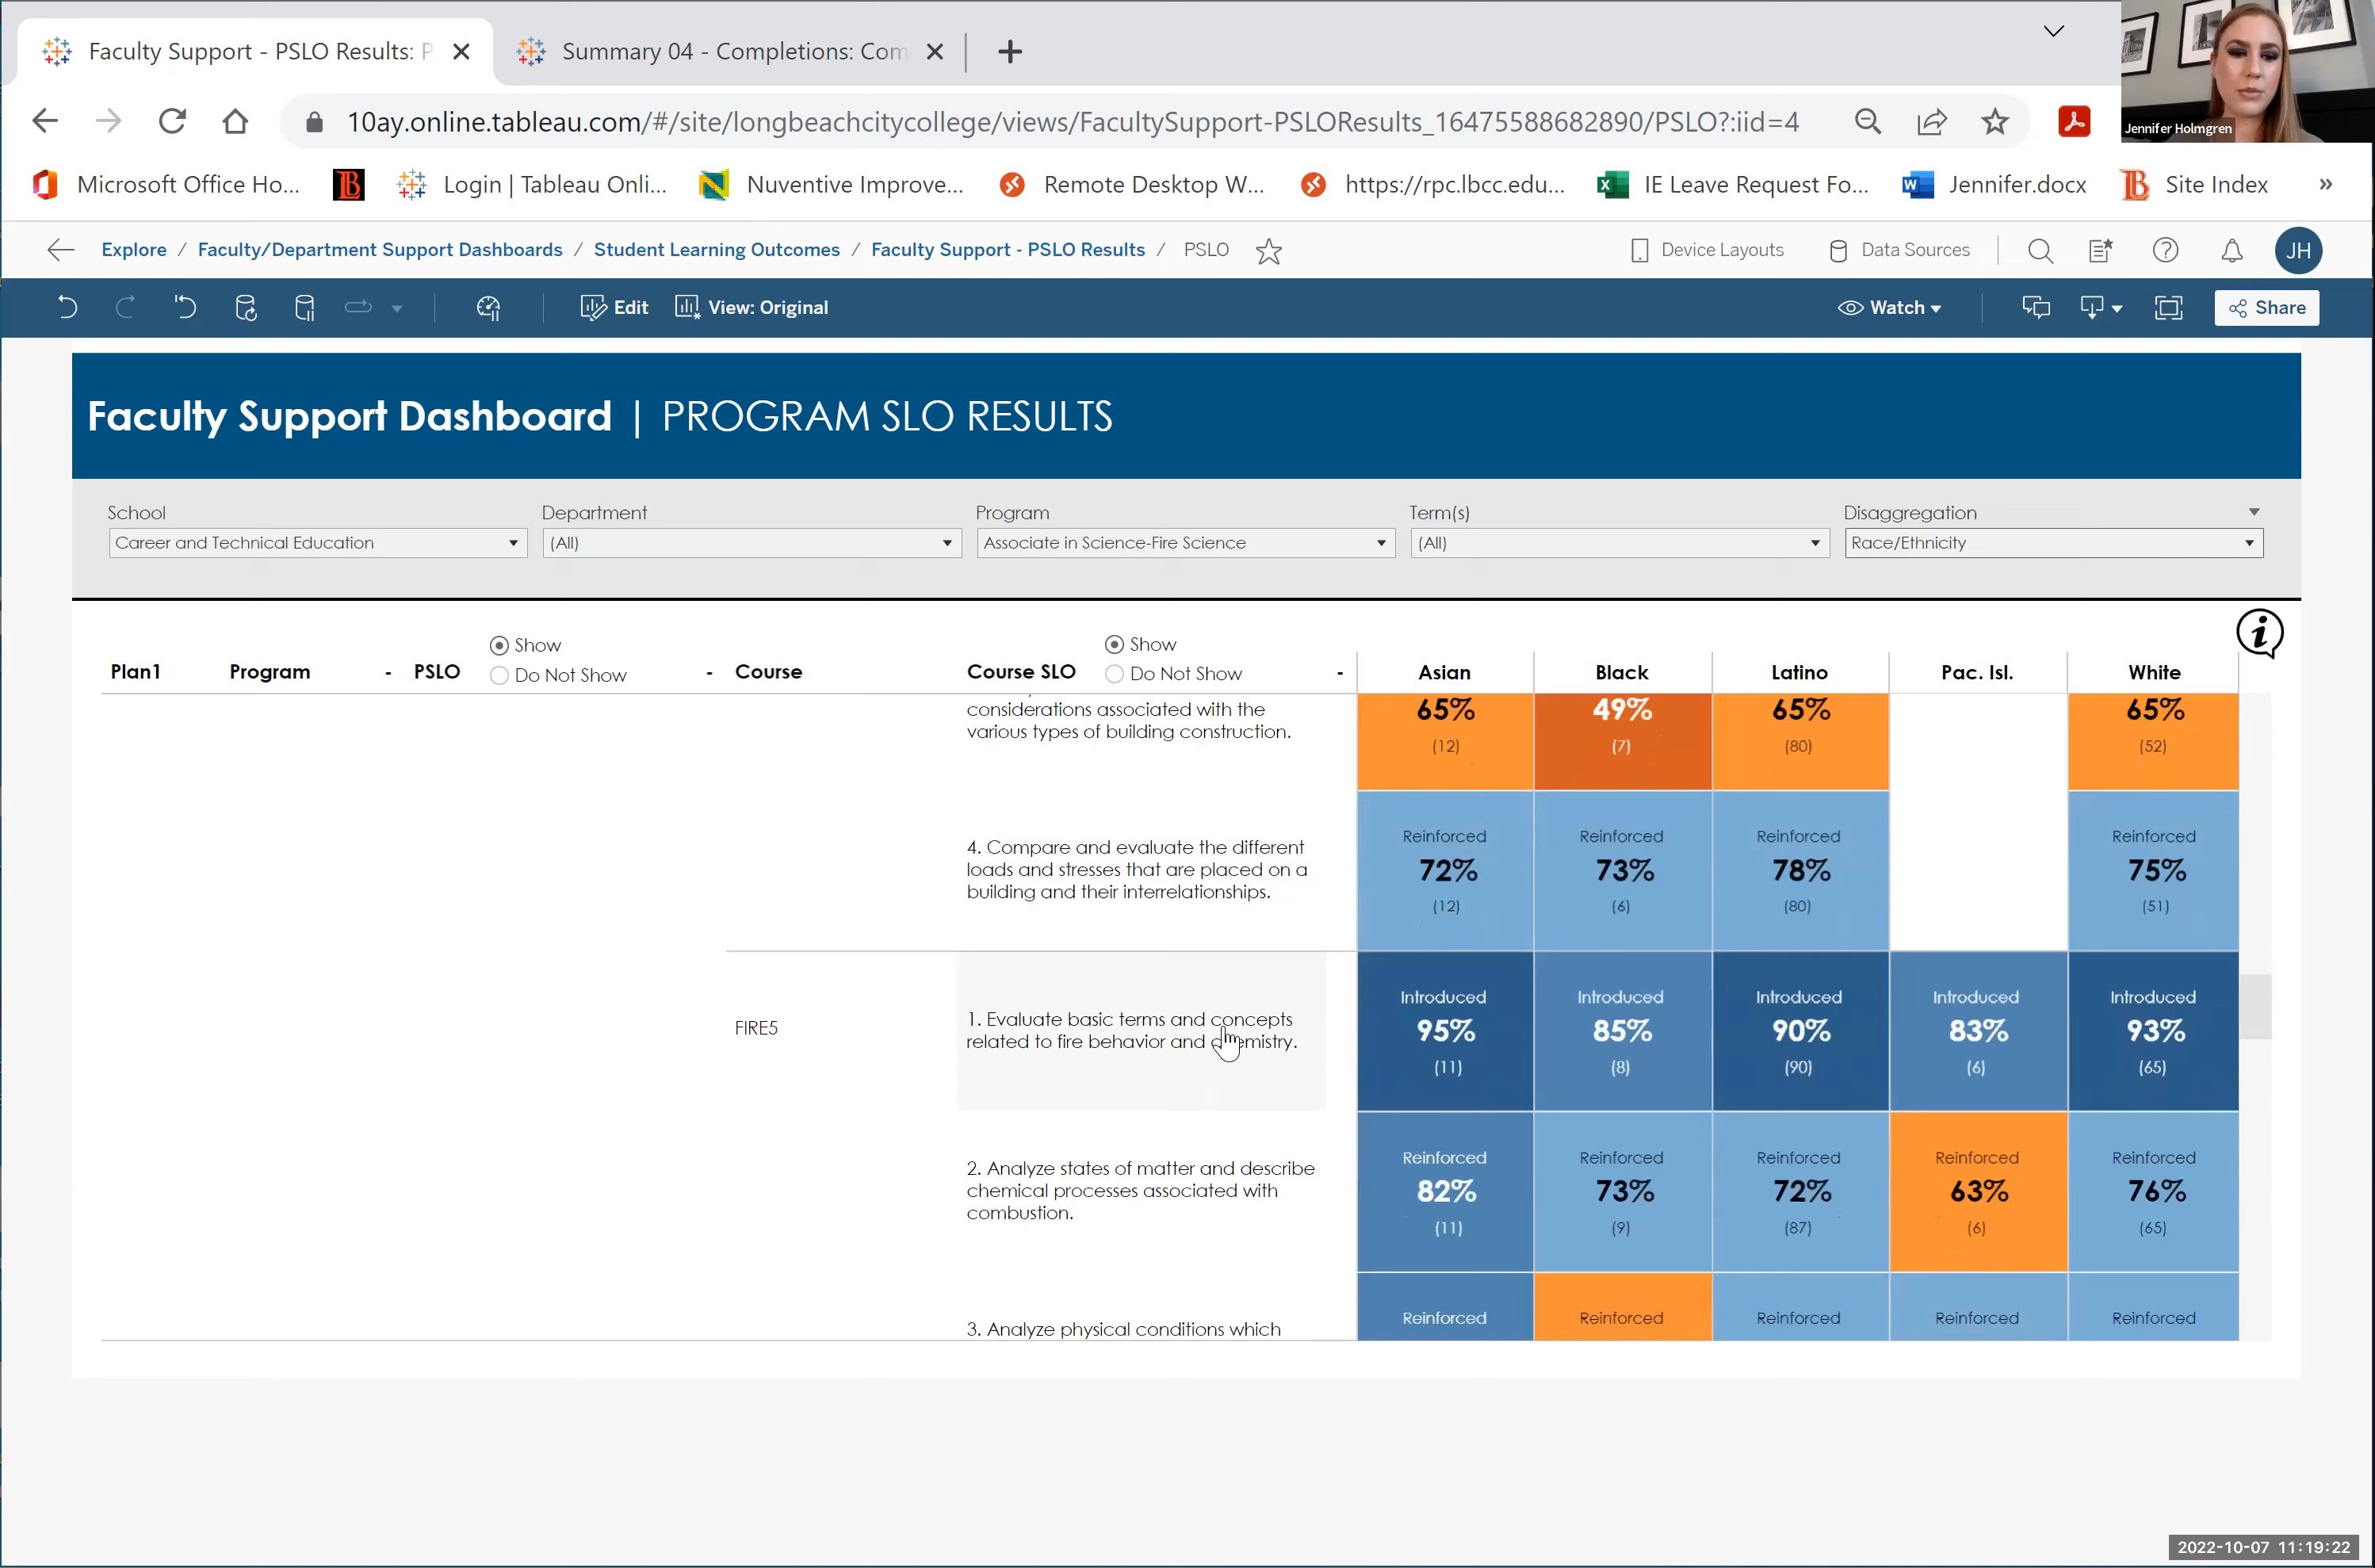 Faculty Support - PSLO Results: P
Summary 04 - Completions: Com
10ay.online.tableau.com/#/site/longbeachcitycollege/views/FacultySupport-PSLOResults_16475588682890/PSLO?:iid=4
Jennifer Holmgren
Microsoft Office Ho...
Login | Tableau Onli...
Nuventive Improve...
Remote Desktop W...
https://rpc.lbcc.edu...
IE Leave Request Fo...
Jennifer.docx
Site Index
»
Explore / Faculty/Department Support Dashboards / Student Learning Outcomes / Faculty Support - PSLO Results / PSLO
Device Layouts
Data Sources
JH
Edit
View: Original
Watch
Share
Faculty Support Dashboard | PROGRAM SLO RESULTS
School
Department
Program
Term(s)
Disaggregation
Career and Technical Education
(All)
Associate in Science-Fire Science
(All)
Race/Ethnicity
Plan1
Program
-
PSLO
Show
Do Not Show
-
Course
Course SLO
Show
Do Not Show
-
Asian
Black
Latino
Pac. Isl.
White
considerations associated with the
various types of building construction.
65%
49%
65%
65%
(12)
(7)
(80)
(52)
4. Compare and evaluate the different
loads and stresses that are placed on a
building and their interrelationships.
Reinforced
Reinforced
Reinforced
Reinforced
72%
73%
78%
75%
(12)
(6)
(80)
(51)
FIRE5
1. Evaluate basic terms and concepts
related to fire behavior and chemistry.
Introduced
Introduced
Introduced
Introduced
Introduced
95%
85%
90%
83%
93%
(11)
(8)
(90)
(6)
(65)
2. Analyze states of matter and describe
chemical processes associated with
combustion.
Reinforced
Reinforced
Reinforced
Reinforced
Reinforced
82%
73%
72%
63%
76%
(11)
(9)
(87)
(6)
(65)
3. Analyze physical conditions which
Reinforced
Reinforced
Reinforced
Reinforced
Reinforced
2022-10-07 11:19:22